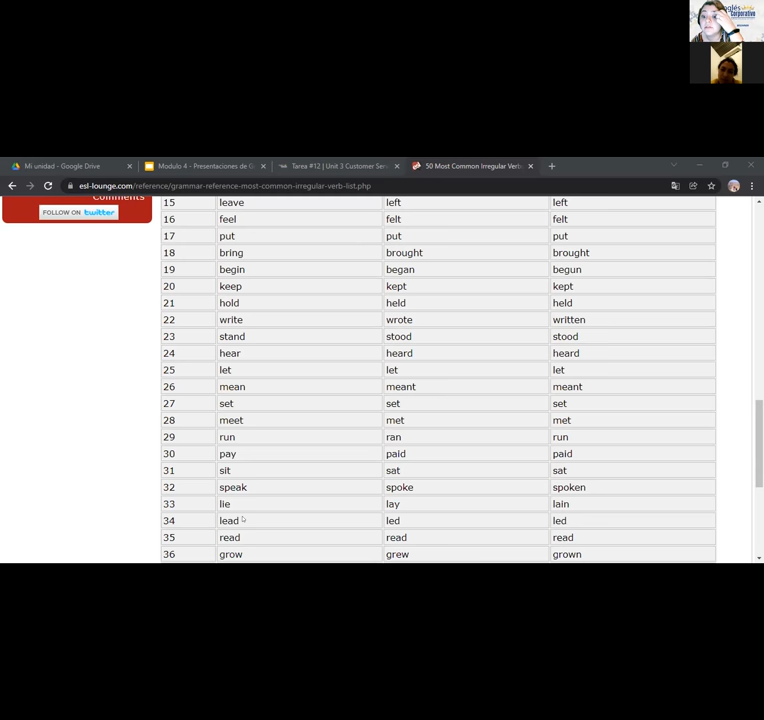 Mi unidad - Google Drive
Modulo 4 - Presentaciones de G
Tarea #12 | Unit 3 Customer Serv
50 Most Common Irregular Verb
esl-lounge.com/reference/grammar-reference-most-common-irregular-verb-list.php
Comments
FOLLOW ON twitter
15 leave left left
16 feel felt felt
17 put put put
18 bring brought brought
19 begin began begun
20 keep kept kept
21 hold held held
22 write wrote written
23 stand stood stood
24 hear heard heard
25 let let let
26 mean meant meant
27 set set set
28 meet met met
29 run ran run
30 pay paid paid
31 sit sat sat
32 speak spoke spoken
33 lie lay lain
34 lead led led
35 read read read
36 grow grew grown